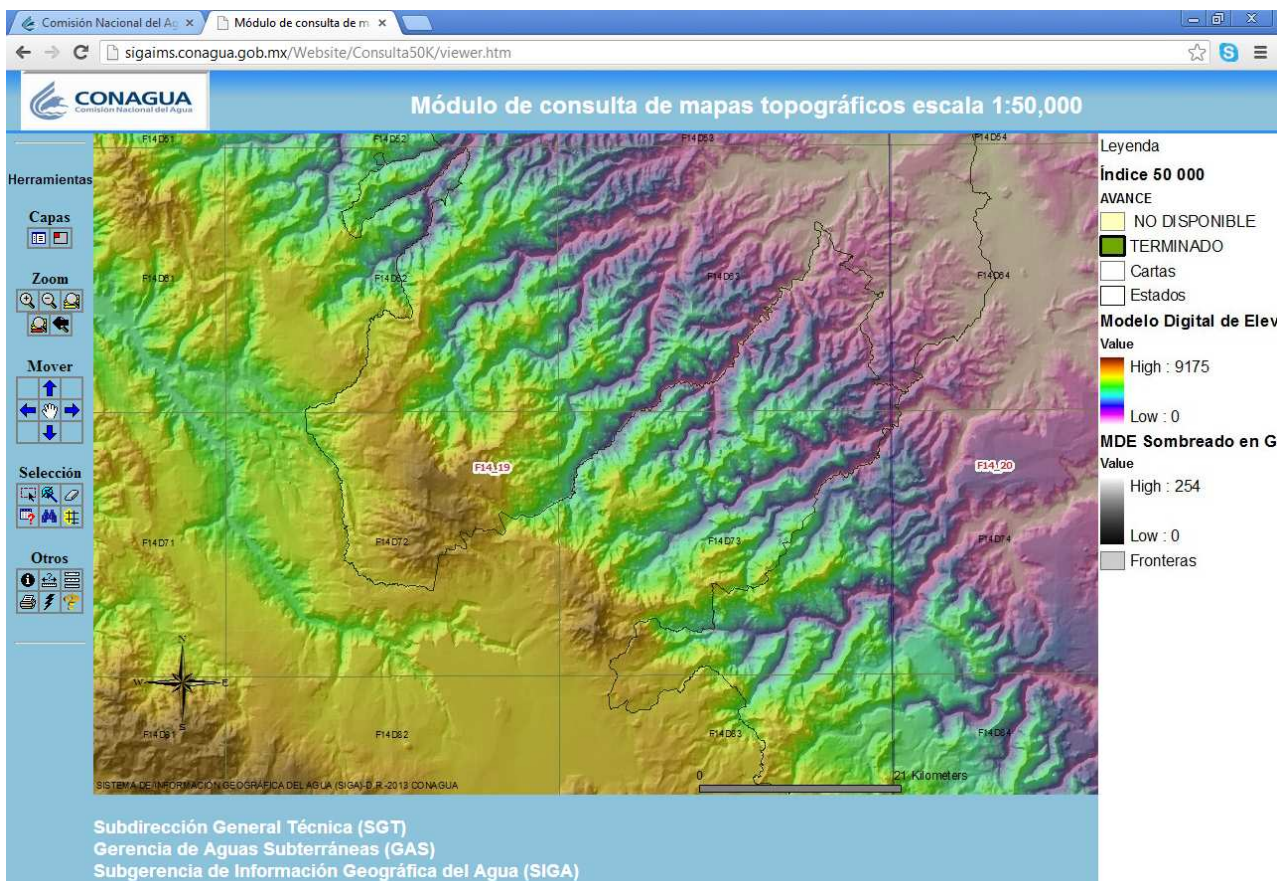 Comisión Nacional del Ag
Módulo de consulta de m
sigaims.conagua.gob.mx/Website/Consulta50K/viewer.htm
CONAGUA
Comisión Nacional del Agua
Módulo de consulta de mapas topográficos escala 1:50,000
Herramientas
Capas
Zoom
Mover
Selección
Otros
F14D51
F14D52
F14D53
F14D54
F14D61
F14D62
F14D63
F14D64
F14_19
F14_20
F14D71
F14D72
F14D73
F14D74
N
W
E
S
F14D81
F14D82
F14D83
F14D84
0
21 Kilometers
SISTEMA DE INFORMACIÓN GEOGRÁFICA DEL AGUA (SIGA)-D.R.-2013 CONAGUA
Leyenda
Índice 50 000
AVANCE
NO DISPONIBLE
TERMINADO
Cartas
Estados
Modelo Digital de Elev
Value
High : 9175
Low : 0
MDE Sombreado en G
Value
High : 254
Low : 0
Fronteras
Subdirección General Técnica (SGT)
Gerencia de Aguas Subterráneas (GAS)
Subgerencia de Información Geográfica del Agua (SIGA)